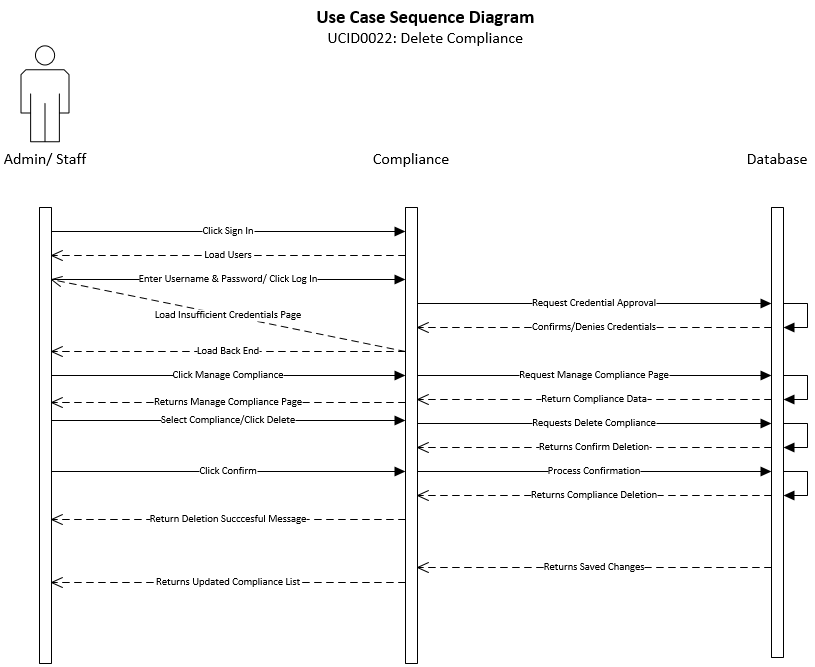 Use Case Sequence Diagram
UCID0022: Delete Compliance
Admin/ Staff
Compliance
Database
Click Sign In
Load Users
Enter Username & Password/ Click Log In
Request Credential Approval
Load Insufficient Credentials Page
Confirms/Denies Credentials
Load Back End
Click Manage Compliance
Request Manage Compliance Page
Returns Manage Compliance Page
Return Compliance Data
Select Compliance/Click Delete
Requests Delete Compliance
Returns Confirm Deletion
Click Confirm
Process Confirmation
Returns Compliance Deletion
Return Deletion Succcesful Message
Returns Saved Changes
Returns Updated Compliance List